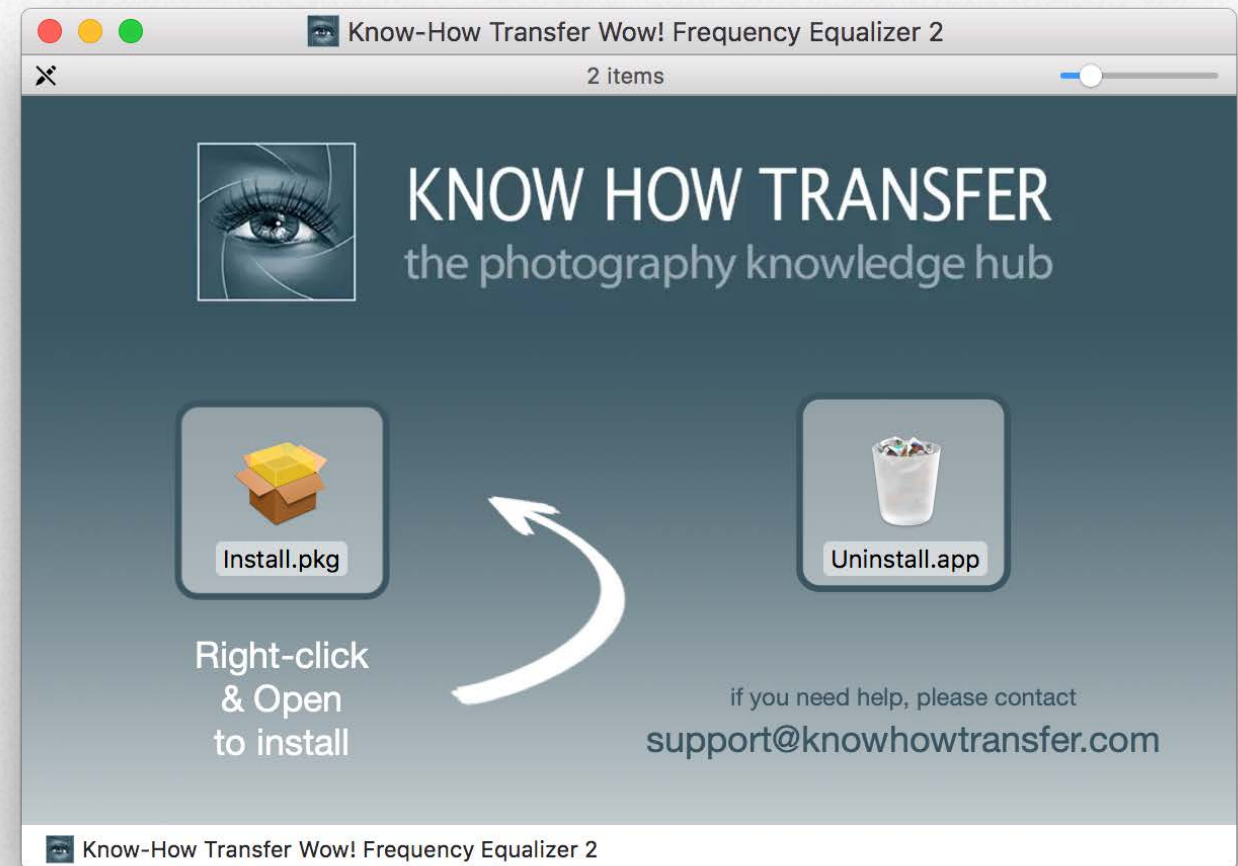 Know-How Transfer Wow! Frequency Equalizer 2
2 items
KNOW HOW TRANSFER
the photography knowledge hub
Install.pkg
Uninstall.app
Right-click
& Open
to install
if you need help, please contact
support@knowhowtransfer.com
Know-How Transfer Wow! Frequency Equalizer 2